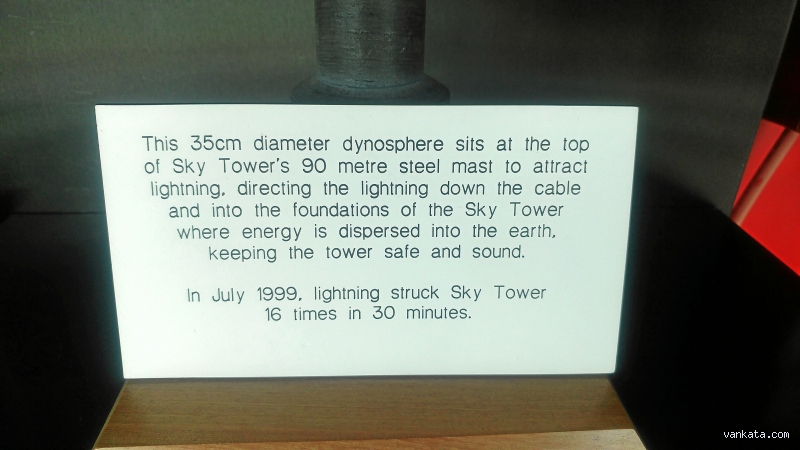 This 35cm diameter dynosphere sits at the top
of Sky Tower's 90 metre steel mast to attract
lightning, directing the lightning down the cable
and into the foundations of the Sky Tower
where energy is dispersed into the earth,
keeping the tower safe and sound.
In July 1999, lightning struck Sky Tower
16 times in 30 minutes.
vankata.com